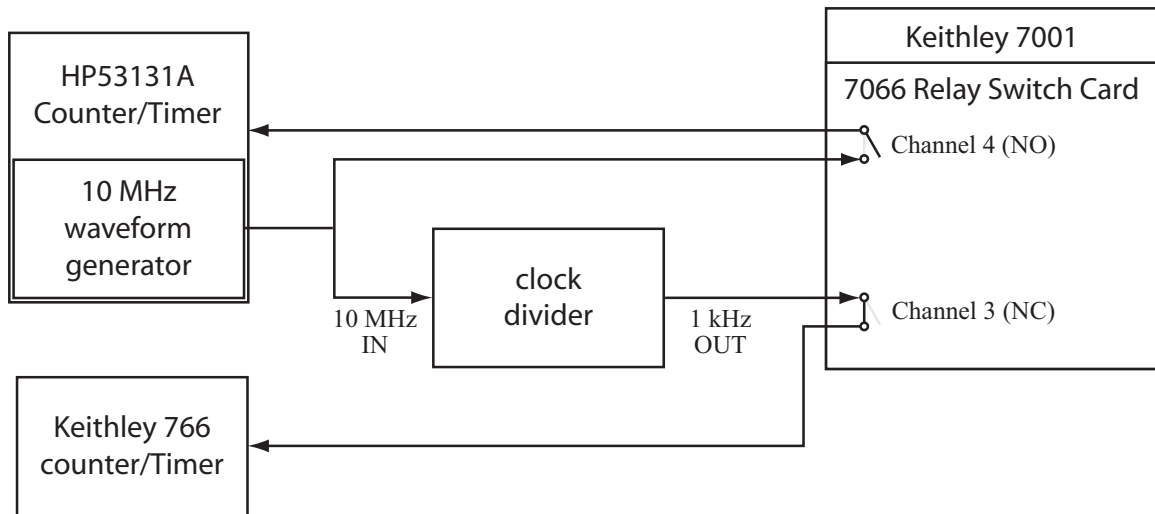 HP53131A
Counter/Timer
10 MHz
waveform
generator
Keithley 7001
7066 Relay Switch Card
Channel 4 (NO)
clock
divider
10 MHz
IN
1 kHz
OUT
Channel 3 (NC)
Keithley 766
counter/Timer